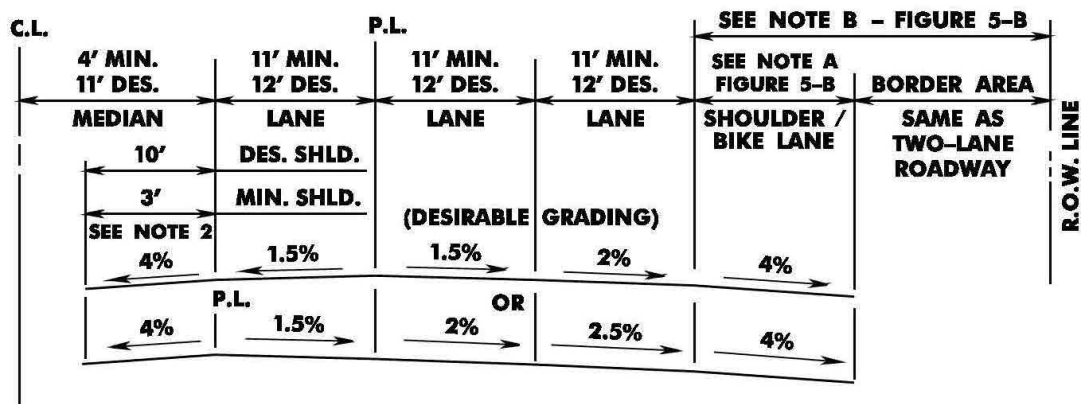 C.L.
P.L.
SEE NOTE B – FIGURE 5–B
4' MIN.
11' DES.
MEDIAN
11' MIN.
12' DES.
LANE
11' MIN.
12' DES.
LANE
11' MIN.
12' DES.
LANE
SEE NOTE A
FIGURE 5–B
SHOULDER /
BIKE LANE
BORDER AREA
SAME AS
TWO–LANE
ROADWAY
R.O.W. LINE
10' DES. SHLD.
3' MIN. SHLD.
SEE NOTE 2
(DESIRABLE GRADING)
4% 1.5% 1.5% 2% 4%
P.L. OR
4% 1.5% 2% 2.5% 4%